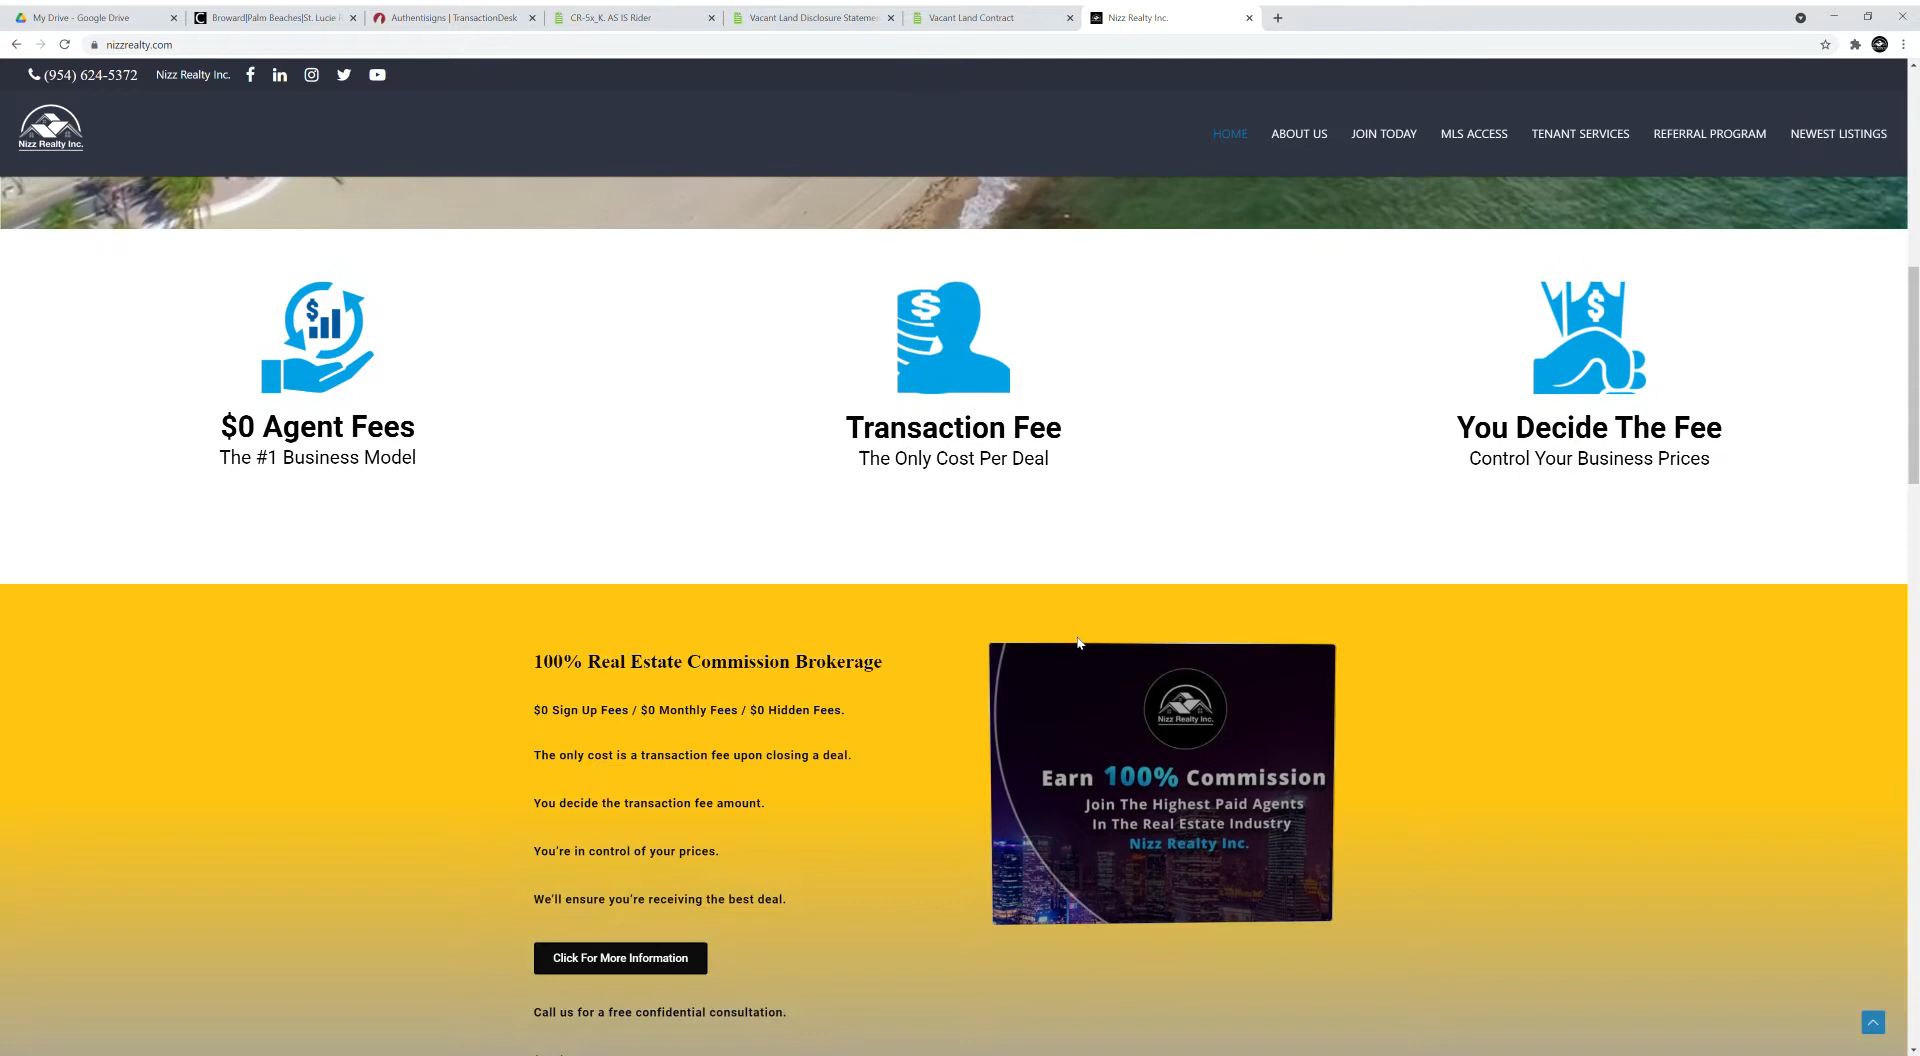 My Drive - Google Drive
Broward|Palm Beaches|St. Lucie
Authentisigns | TransactionDesk
CR-5x_K. AS IS Rider
Vacant Land Disclosure Stateme
Vacant Land Contract
Nizz Realty Inc.
nizzrealty.com
(954) 624-5372
Nizz Realty Inc.
Nizz Realty Inc.
HOME
ABOUT US
JOIN TODAY
MLS ACCESS
TENANT SERVICES
REFERRAL PROGRAM
NEWEST LISTINGS
$0 Agent Fees
The #1 Business Model
Transaction Fee
The Only Cost Per Deal
You Decide The Fee
Control Your Business Prices
100% Real Estate Commission Brokerage
$0 Sign Up Fees / $0 Monthly Fees / $0 Hidden Fees.
The only cost is a transaction fee upon closing a deal.
You decide the transaction fee amount.
You're in control of your prices.
We'll ensure you're receiving the best deal.
Click For More Information
Call us for a free confidential consultation.
Nizz Realty Inc.
Earn 100% Commission
Join The Highest Paid Agents
In The Real Estate Industry
Nizz Realty Inc.